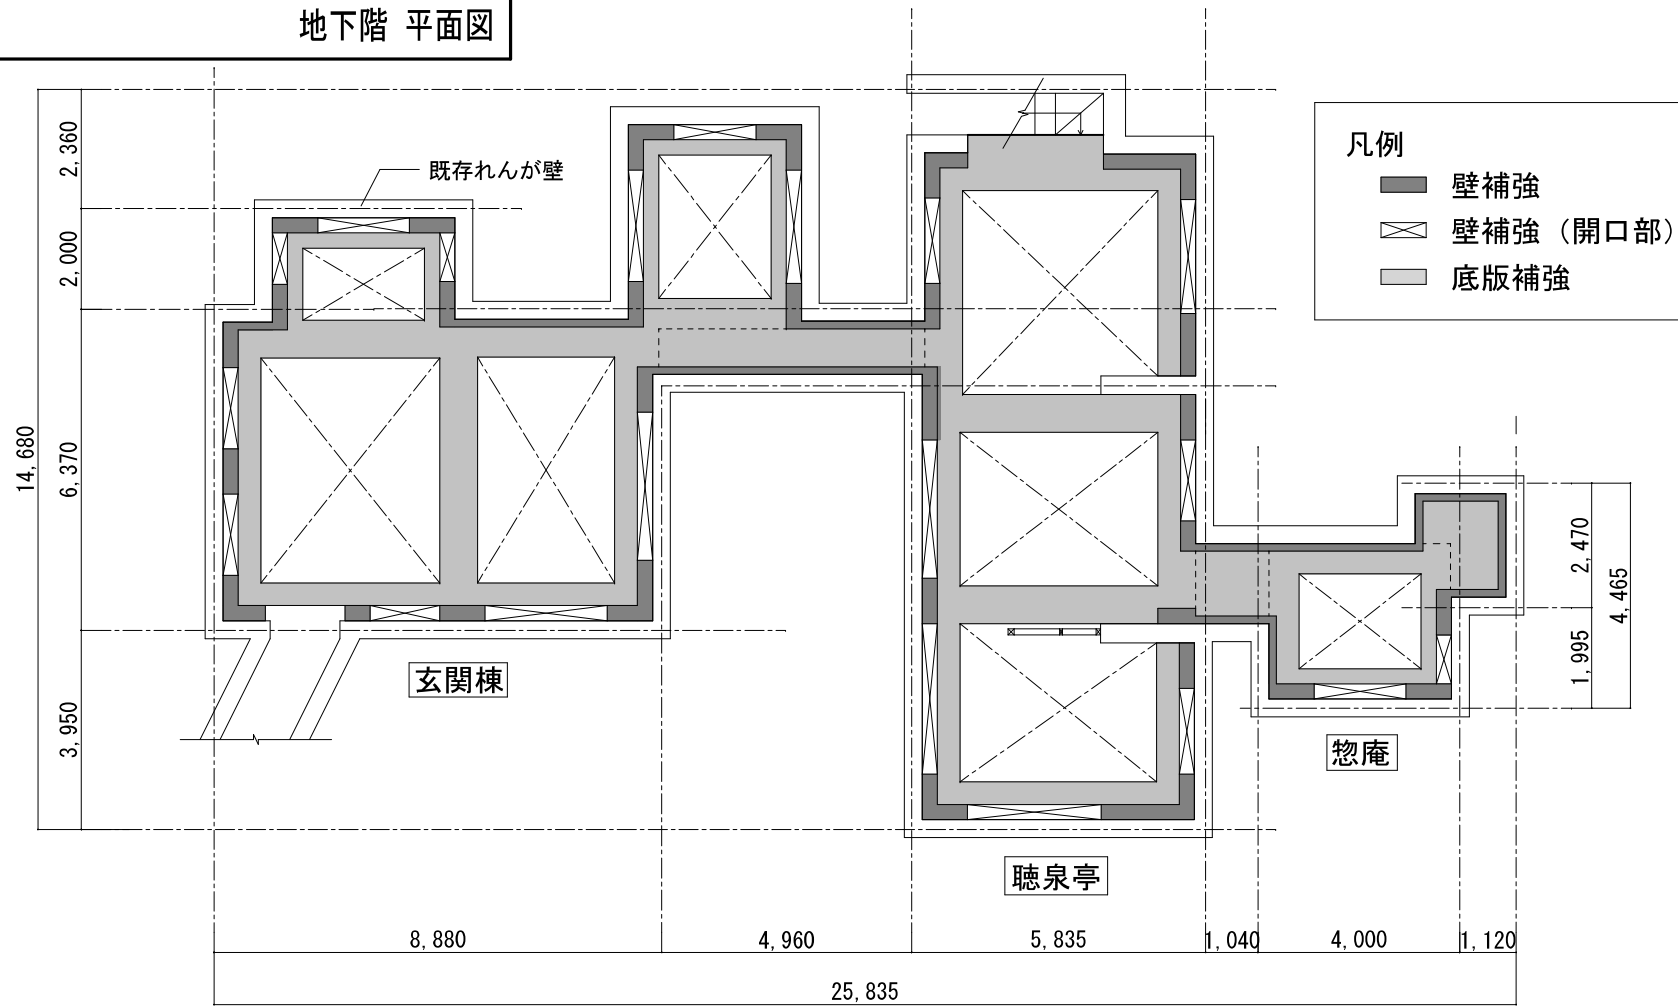 地下階 平面図
凡例
壁補強
壁補強（開口部）
底版補強
既存れんが壁
2,360
2,000
6,370
3,950
14,680
2,470
1,995
4,465
玄関棟
惣庵
聴泉亭
8,880
4,960
5,835
1,040
4,000
1,120
25,835